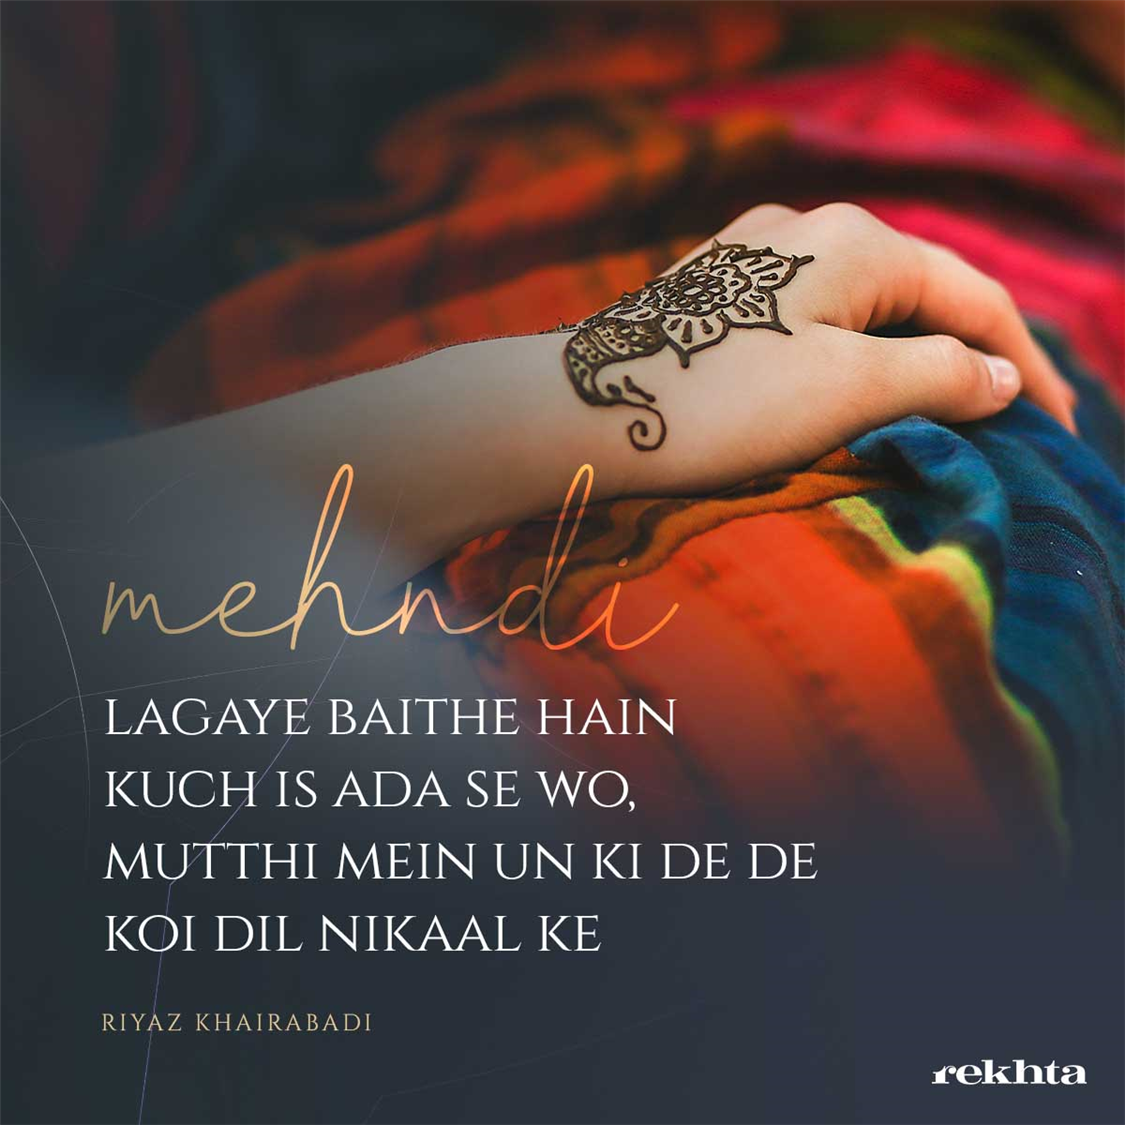 mehndi
LAGAYE BAITHE HAIN
KUCH IS ADA SE WO,
MUTTHI MEIN UN KI DE DE
KOI DIL NIKAAL KE
RIYAZ KHAIRABADI
rekhta